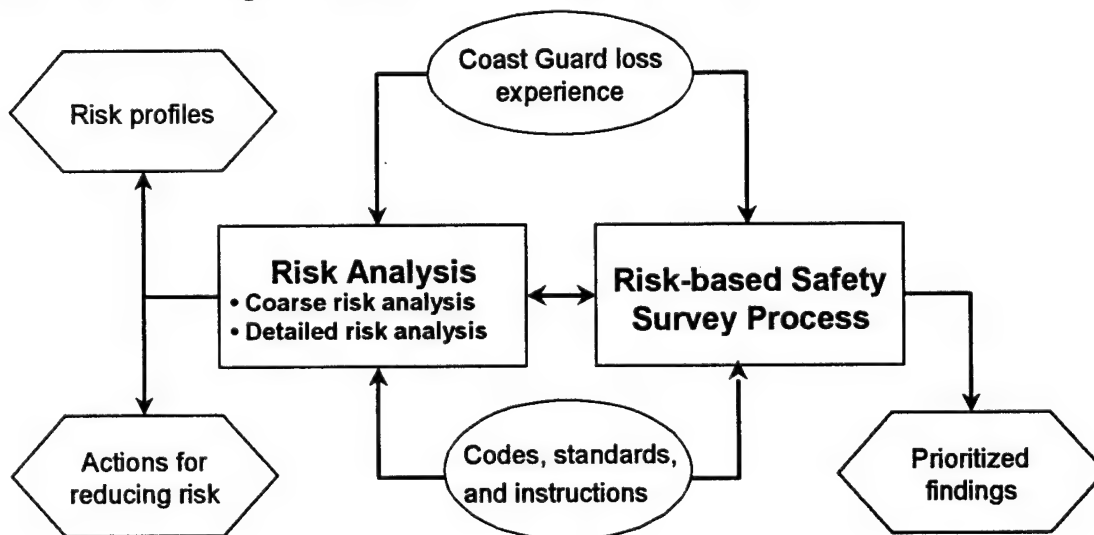 Coast Guard loss
experience
Risk profiles
Risk Analysis
• Coarse risk analysis
• Detailed risk analysis
Risk-based Safety
Survey Process
Actions for
reducing risk
Codes, standards,
and instructions
Prioritized
findings